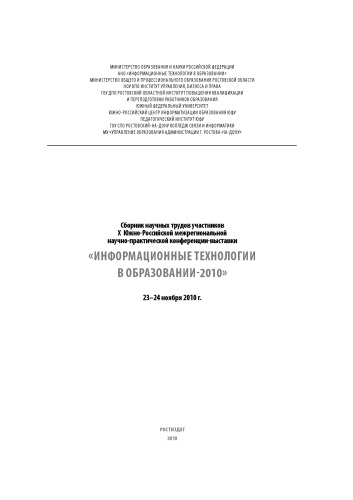 МИНИСТЕРСТВО ОБРАЗОВАНИЯ И НАУКИ РОССИЙСКОЙ ФЕДЕРАЦИИ
АНО «ИНФОРМАЦИОННЫЕ ТЕХНОЛОГИИ В ОБРАЗОВАНИИ»
МИНИСТЕРСТВО ОБЩЕГО И ПРОФЕССИОНАЛЬНОГО ОБРАЗОВАНИЯ РОСТОВСКОЙ ОБЛАСТИ
НОУ ВПО ИНСТИТУТ УПРАВЛЕНИЯ, БИЗНЕСА И ПРАВА
ГОУ ДПО РОСТОВСКИЙ ОБЛАСТНОЙ ИНСТИТУТ ПОВЫШЕНИЯ КВАЛИФИКАЦИИ
И ПЕРЕПОДГОТОВКИ РАБОТНИКОВ ОБРАЗОВАНИЯ
ЮЖНЫЙ ФЕДЕРАЛЬНЫЙ УНИВЕРСИТЕТ
ЮЖНО-РОССИЙСКИЙ ЦЕНТР ИНФОРМАТИЗАЦИИ ОБРАЗОВАНИЯ ЮФУ
ПЕДАГОГИЧЕСКИЙ ИНСТИТУТ ЮФУ
ГОУ СПО РОСТОВСКИЙ-НА-ДОНУ КОЛЛЕДЖ СВЯЗИ И ИНФОРМАТИКИ
МУ «УПРАВЛЕНИЕ ОБРАЗОВАНИЯ АДМИНИСТРАЦИИ Г. РОСТОВА-НА-ДОНУ»
Сборник научных трудов участников
X Южно-Российской межрегиональной
научно-практической конференции-выставки
«ИНФОРМАЦИОННЫЕ ТЕХНОЛОГИИ
В ОБРАЗОВАНИИ-2010»
23–24 ноября 2010 г.
РОСТИЗДАТ
2010